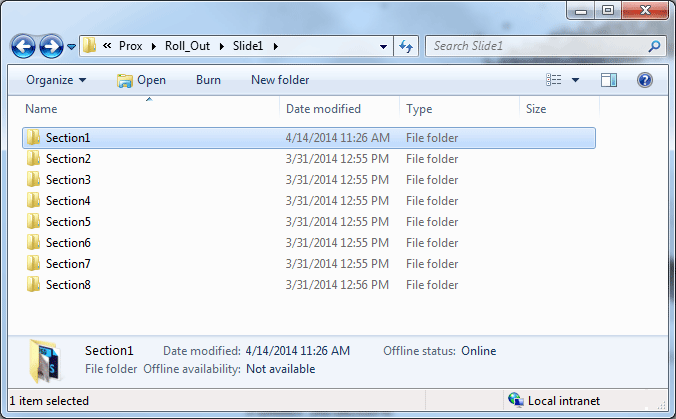 « Prox Roll_Out Slide1 Search Slide1
Organize Open Burn New folder
Name Date modified Type Size
Section1 4/14/2014 11:26 AM File folder
Section2 3/31/2014 12:55 PM File folder
Section3 3/31/2014 12:55 PM File folder
Section4 3/31/2014 12:55 PM File folder
Section5 3/31/2014 12:55 PM File folder
Section6 3/31/2014 12:55 PM File folder
Section7 3/31/2014 12:55 PM File folder
Section8 3/31/2014 12:56 PM File folder
Section1 Date modified: 4/14/2014 11:26 AM Offline status: Online
File folder Offline availability: Not available
1 item selected Local intranet